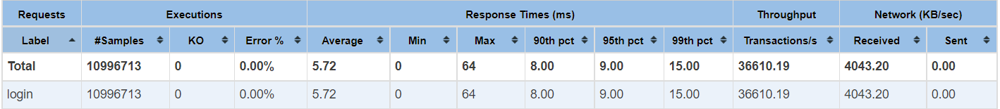 Requests Executions Response Times (ms) Throughput Network (KB/sec)
Label #Samples KO Error % Average Min Max 90th pct 95th pct 99th pct Transactions/s Received Sent
Total 10996713 0 0.00% 5.72 0 64 8.00 9.00 15.00 36610.19 4043.20 0.00
login 10996713 0 0.00% 5.72 0 64 8.00 9.00 15.00 36610.19 4043.20 0.00